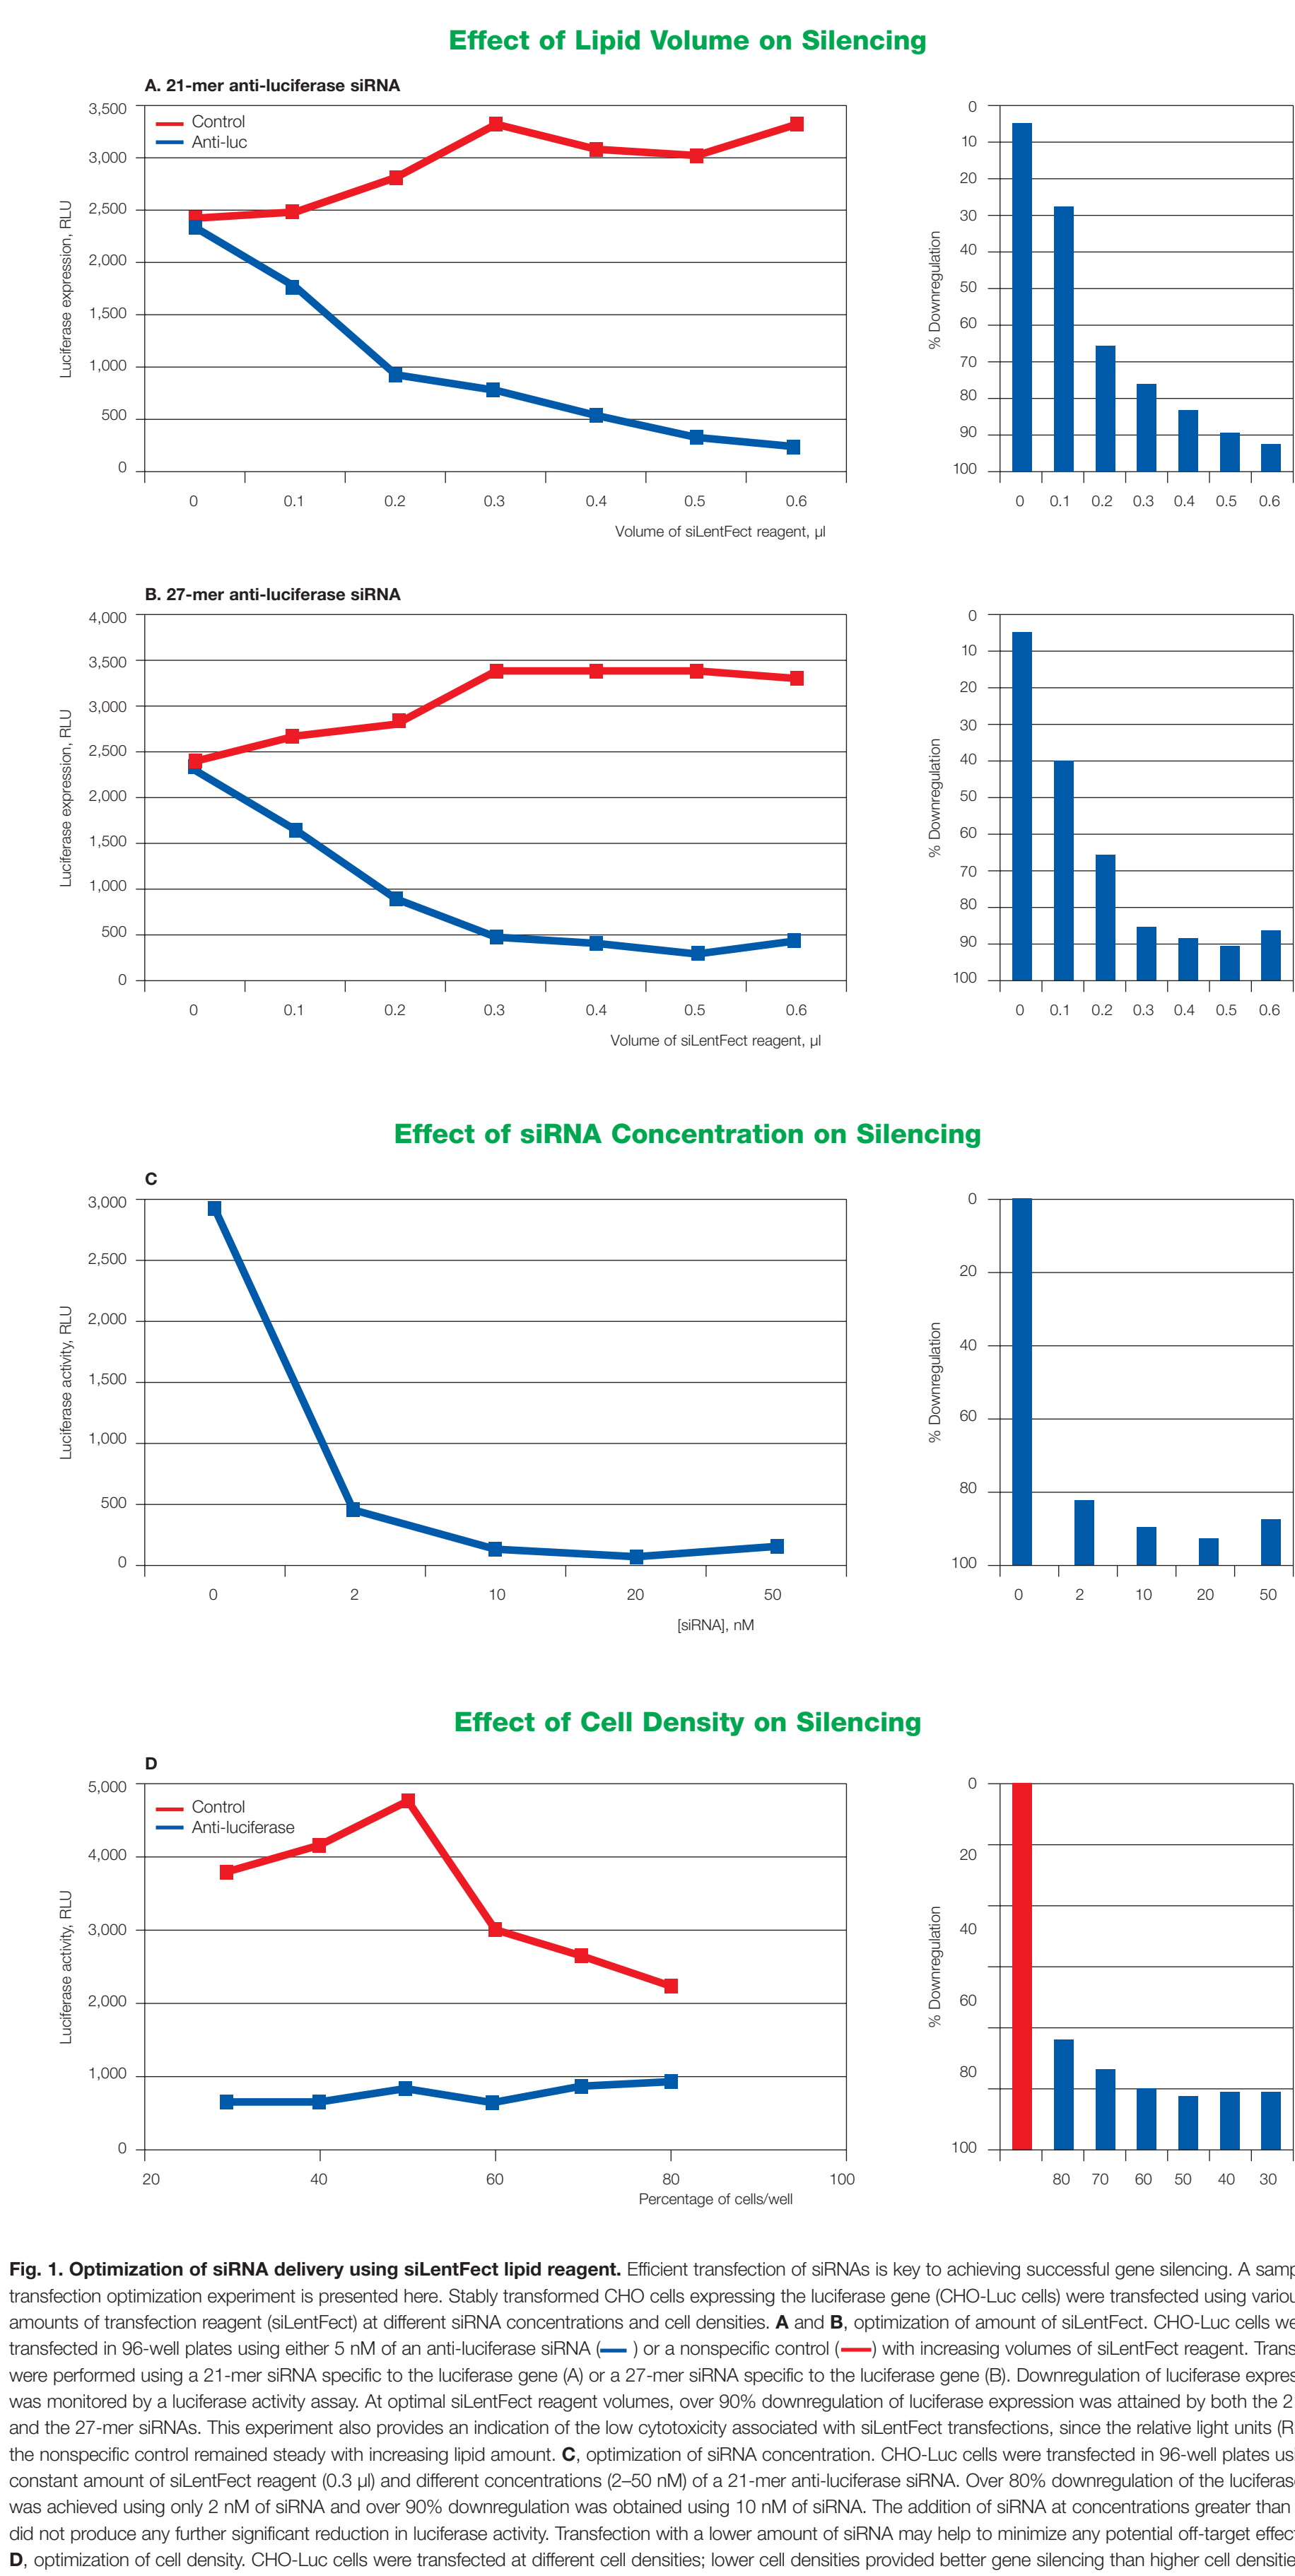 Effect of Lipid Volume on Silencing
A. 21-mer anti-luciferase siRNA
Control
Anti-luc
Luciferase expression, RLU
3,500
3,000
2,500
2,000
1,500
1,000
500
0
0 0.1 0.2 0.3 0.4 0.5 0.6
Volume of siLentFect reagent, µl
% Downregulation
0
10
20
30
40
50
60
70
80
90
100
0 0.1 0.2 0.3 0.4 0.5 0.6
B. 27-mer anti-luciferase siRNA
Luciferase expression, RLU
4,000
3,500
3,000
2,500
2,000
1,500
1,000
500
0
0 0.1 0.2 0.3 0.4 0.5 0.6
Volume of siLentFect reagent, µl
% Downregulation
0
10
20
30
40
50
60
70
80
90
100
0 0.1 0.2 0.3 0.4 0.5 0.6
Effect of siRNA Concentration on Silencing
C
Luciferase activity, RLU
3,000
2,500
2,000
1,500
1,000
500
0
0 2 10 20 50
[siRNA], nM
% Downregulation
0
20
40
60
80
100
0 2 10 20 50
Effect of Cell Density on Silencing
D
Control
Anti-luciferase
Luciferase activity, RLU
5,000
4,000
3,000
2,000
1,000
0
20 40 60 80 100
Percentage of cells/well
% Downregulation
0
20
40
60
80
100
80 70 60 50 40 30
Fig. 1. Optimization of siRNA delivery using siLentFect lipid reagent. Efficient transfection of siRNAs is key to achieving successful gene silencing. A samp
transfection optimization experiment is presented here. Stably transformed CHO cells expressing the luciferase gene (CHO-Luc cells) were transfected using variou
amounts of transfection reagent (siLentFect) at different siRNA concentrations and cell densities. A and B, optimization of amount of siLentFect. CHO-Luc cells we
transfected in 96-well plates using either 5 nM of an anti-luciferase siRNA ( ) or a nonspecific control ( ) with increasing volumes of siLentFect reagent. Trans
were performed using a 21-mer siRNA specific to the luciferase gene (A) or a 27-mer siRNA specific to the luciferase gene (B). Downregulation of luciferase expres
was monitored by a luciferase activity assay. At optimal siLentFect reagent volumes, over 90% downregulation of luciferase expression was attained by both the 2
and the 27-mer siRNAs. This experiment also provides an indication of the low cytotoxicity associated with siLentFect transfections, since the relative light units (R
the nonspecific control remained steady with increasing lipid amount. C, optimization of siRNA concentration. CHO-Luc cells were transfected in 96-well plates usi
constant amount of siLentFect reagent (0.3 µl) and different concentrations (2–50 nM) of a 21-mer anti-luciferase siRNA. Over 80% downregulation of the luciferas
was achieved using only 2 nM of siRNA and over 90% downregulation was obtained using 10 nM of siRNA. The addition of siRNA at concentrations greater than
did not produce any further significant reduction in luciferase activity. Transfection with a lower amount of siRNA may help to minimize any potential off-target effec
D, optimization of cell density. CHO-Luc cells were transfected at different cell densities; lower cell densities provided better gene silencing than higher cell densitie